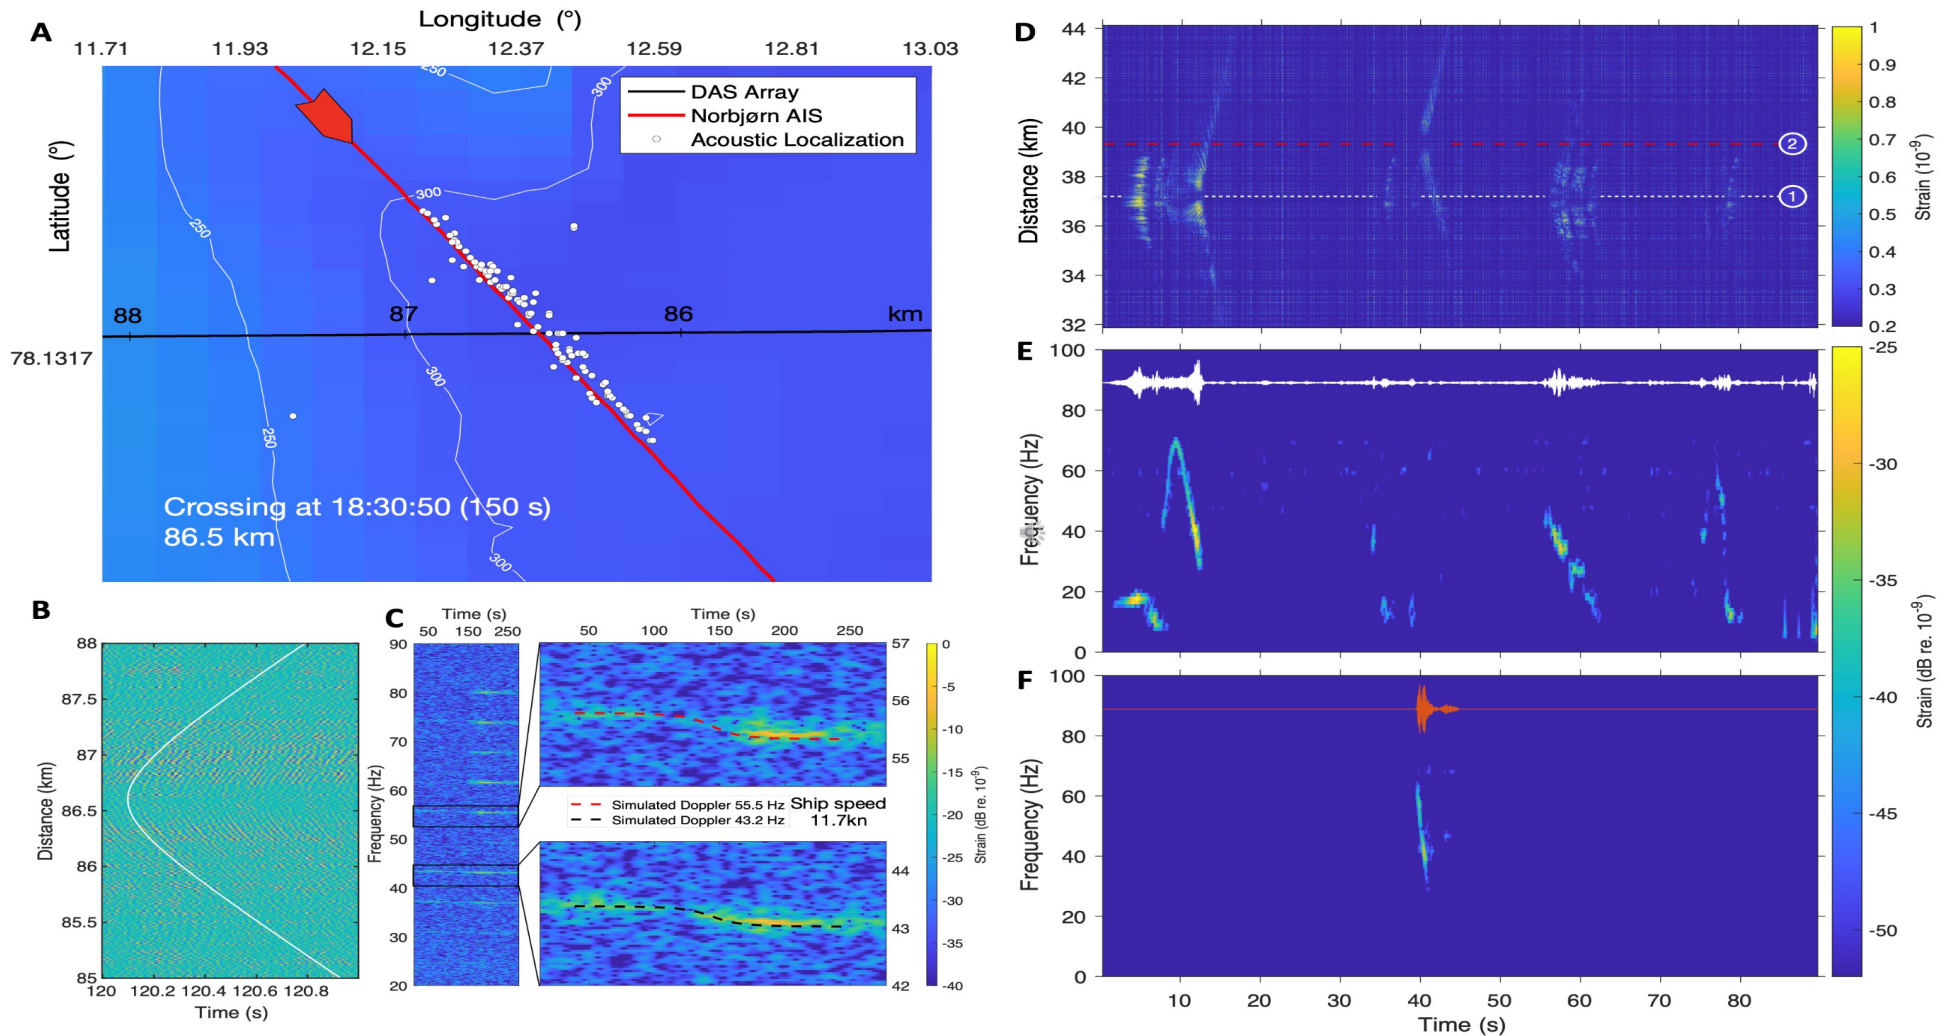 A
Longitude (º)
11.71 11.93 12.15 12.37 12.59 12.81 13.03
Latitude (º)
78.1317
250
300
DAS Array
Norbjørn AIS
Acoustic Localization
300
250
88 87 86 km
300
250
300
Crossing at 18:30:50 (150 s)
86.5 km
B
Distance (km)
88
87.5
87
86.5
86
85.5
85
120 120.2 120.4 120.6 120.8
Time (s)
C
Time (s)
50 150 250
Frequency (Hz)
90
80
70
60
50
40
30
20
Time (s)
50 100 150 200 250
57
56
55
Simulated Doppler 55.5 Hz
Simulated Doppler 43.2 Hz
Ship speed
11.7kn
44
43
42
0
-5
-10
-15
-20
-25
-30
-35
-40
Strain (dB re. 10-9)
D
Distance (km)
44
42
40
38
36
34
32
2
1
1
0.9
0.8
0.7
0.6
0.5
0.4
0.3
0.2
Strain (10-9)
E
Frequency (Hz)
100
80
60
40
20
0
-25
-30
-35
-40
-45
-50
Strain (dB re. 10-9)
F
Frequency (Hz)
100
80
60
40
20
0
10 20 30 40 50 60 70 80
Time (s)